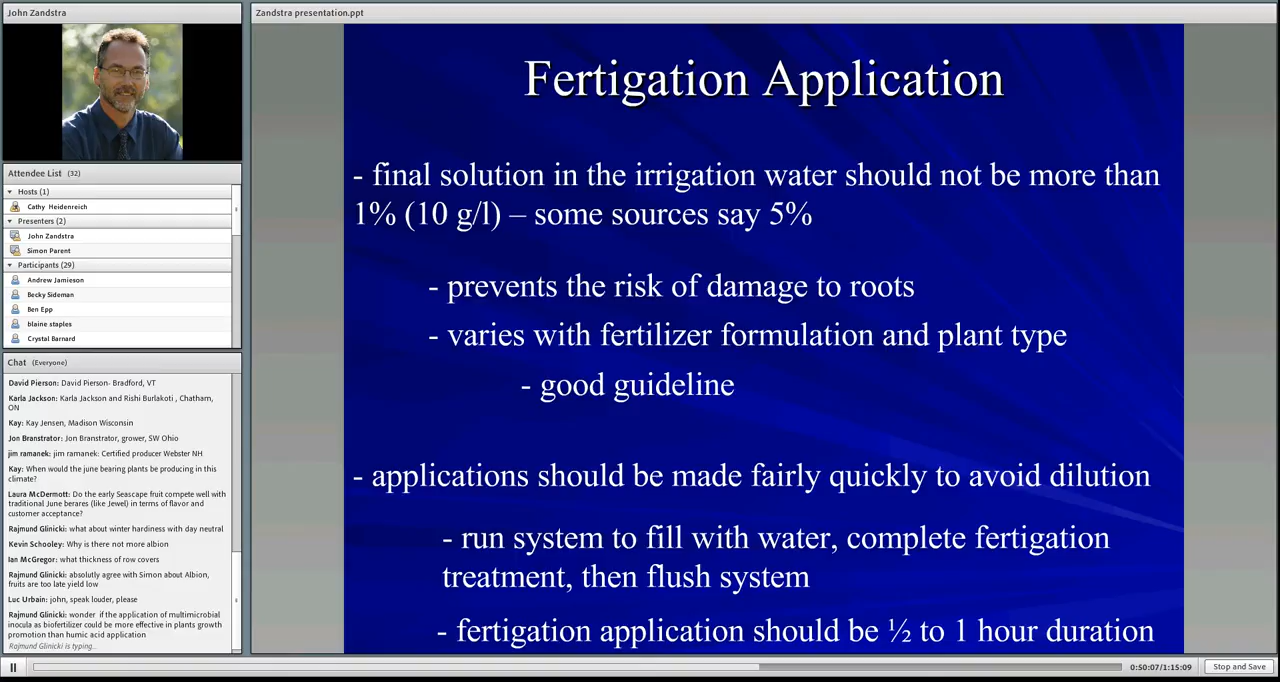 John Zandstra
Zandstra presentation.ppt
Attendee List (32)
Hosts (1)
Cathy Heidenreich
Presenters (2)
John Zandstra
Simon Parent
Participants (29)
Andrew Jamieson
Becky Sideman
Ben Epp
blaine staples
Crystal Barnard
Chat (Everyone)
David Pierson: David Pierson- Bradford, VT
Karla Jackson: Karla Jackson and Rishi Burlakoti , Chatham,
ON
Kay: Kay Jensen, Madison Wisconsin
Jon Branstrator: Jon Branstrator, grower, SW Ohio
jim ramanek: jim ramanek: Certified producer Webster NH
Kay: When would the june bearing plants be producing in this
climate?
Laura McDermott: Do the early Seascape fruit compete well with
traditional June berares (like Jewel) in terms of flavor and
customer acceptance?
Rajmund Glinicki: what about winter hardiness with day neutral
Kevin Schooley: Why is there not more albion
Ian McGregor: what thickness of row covers
Rajmund Glinicki: absolutly agree with Simon about Albion,
fruits are too late yield low
Luc Urbain: john, speak louder, please
Rajmund Glinicki: wonder if the application of multimicrobial
inocula as biofertilizer could be more effective in plants growth
promotion than humic acid application
Rajmund Glinicki is typing...
Fertigation Application
- final solution in the irrigation water should not be more than
1% (10 g/l) – some sources say 5%
- prevents the risk of damage to roots
- varies with fertilizer formulation and plant type
- good guideline
- applications should be made fairly quickly to avoid dilution
- run system to fill with water, complete fertigation
treatment, then flush system
- fertigation application should be ½ to 1 hour duration
0:50:07/1:15:09
Stop and Save